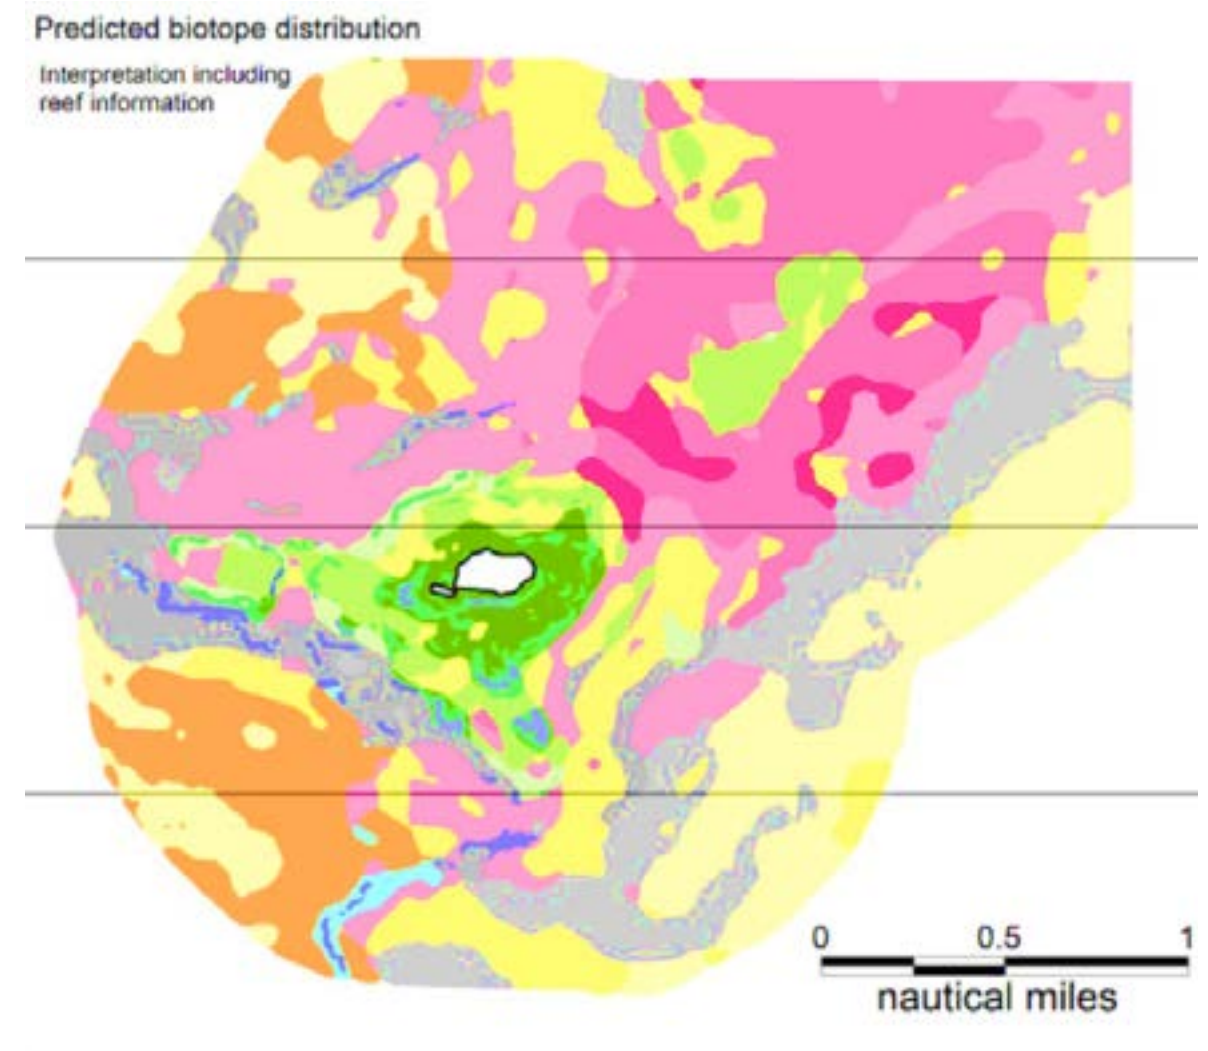 Predicted biotope distribution
Interpretation including
reef information
0 0.5 1
nautical miles